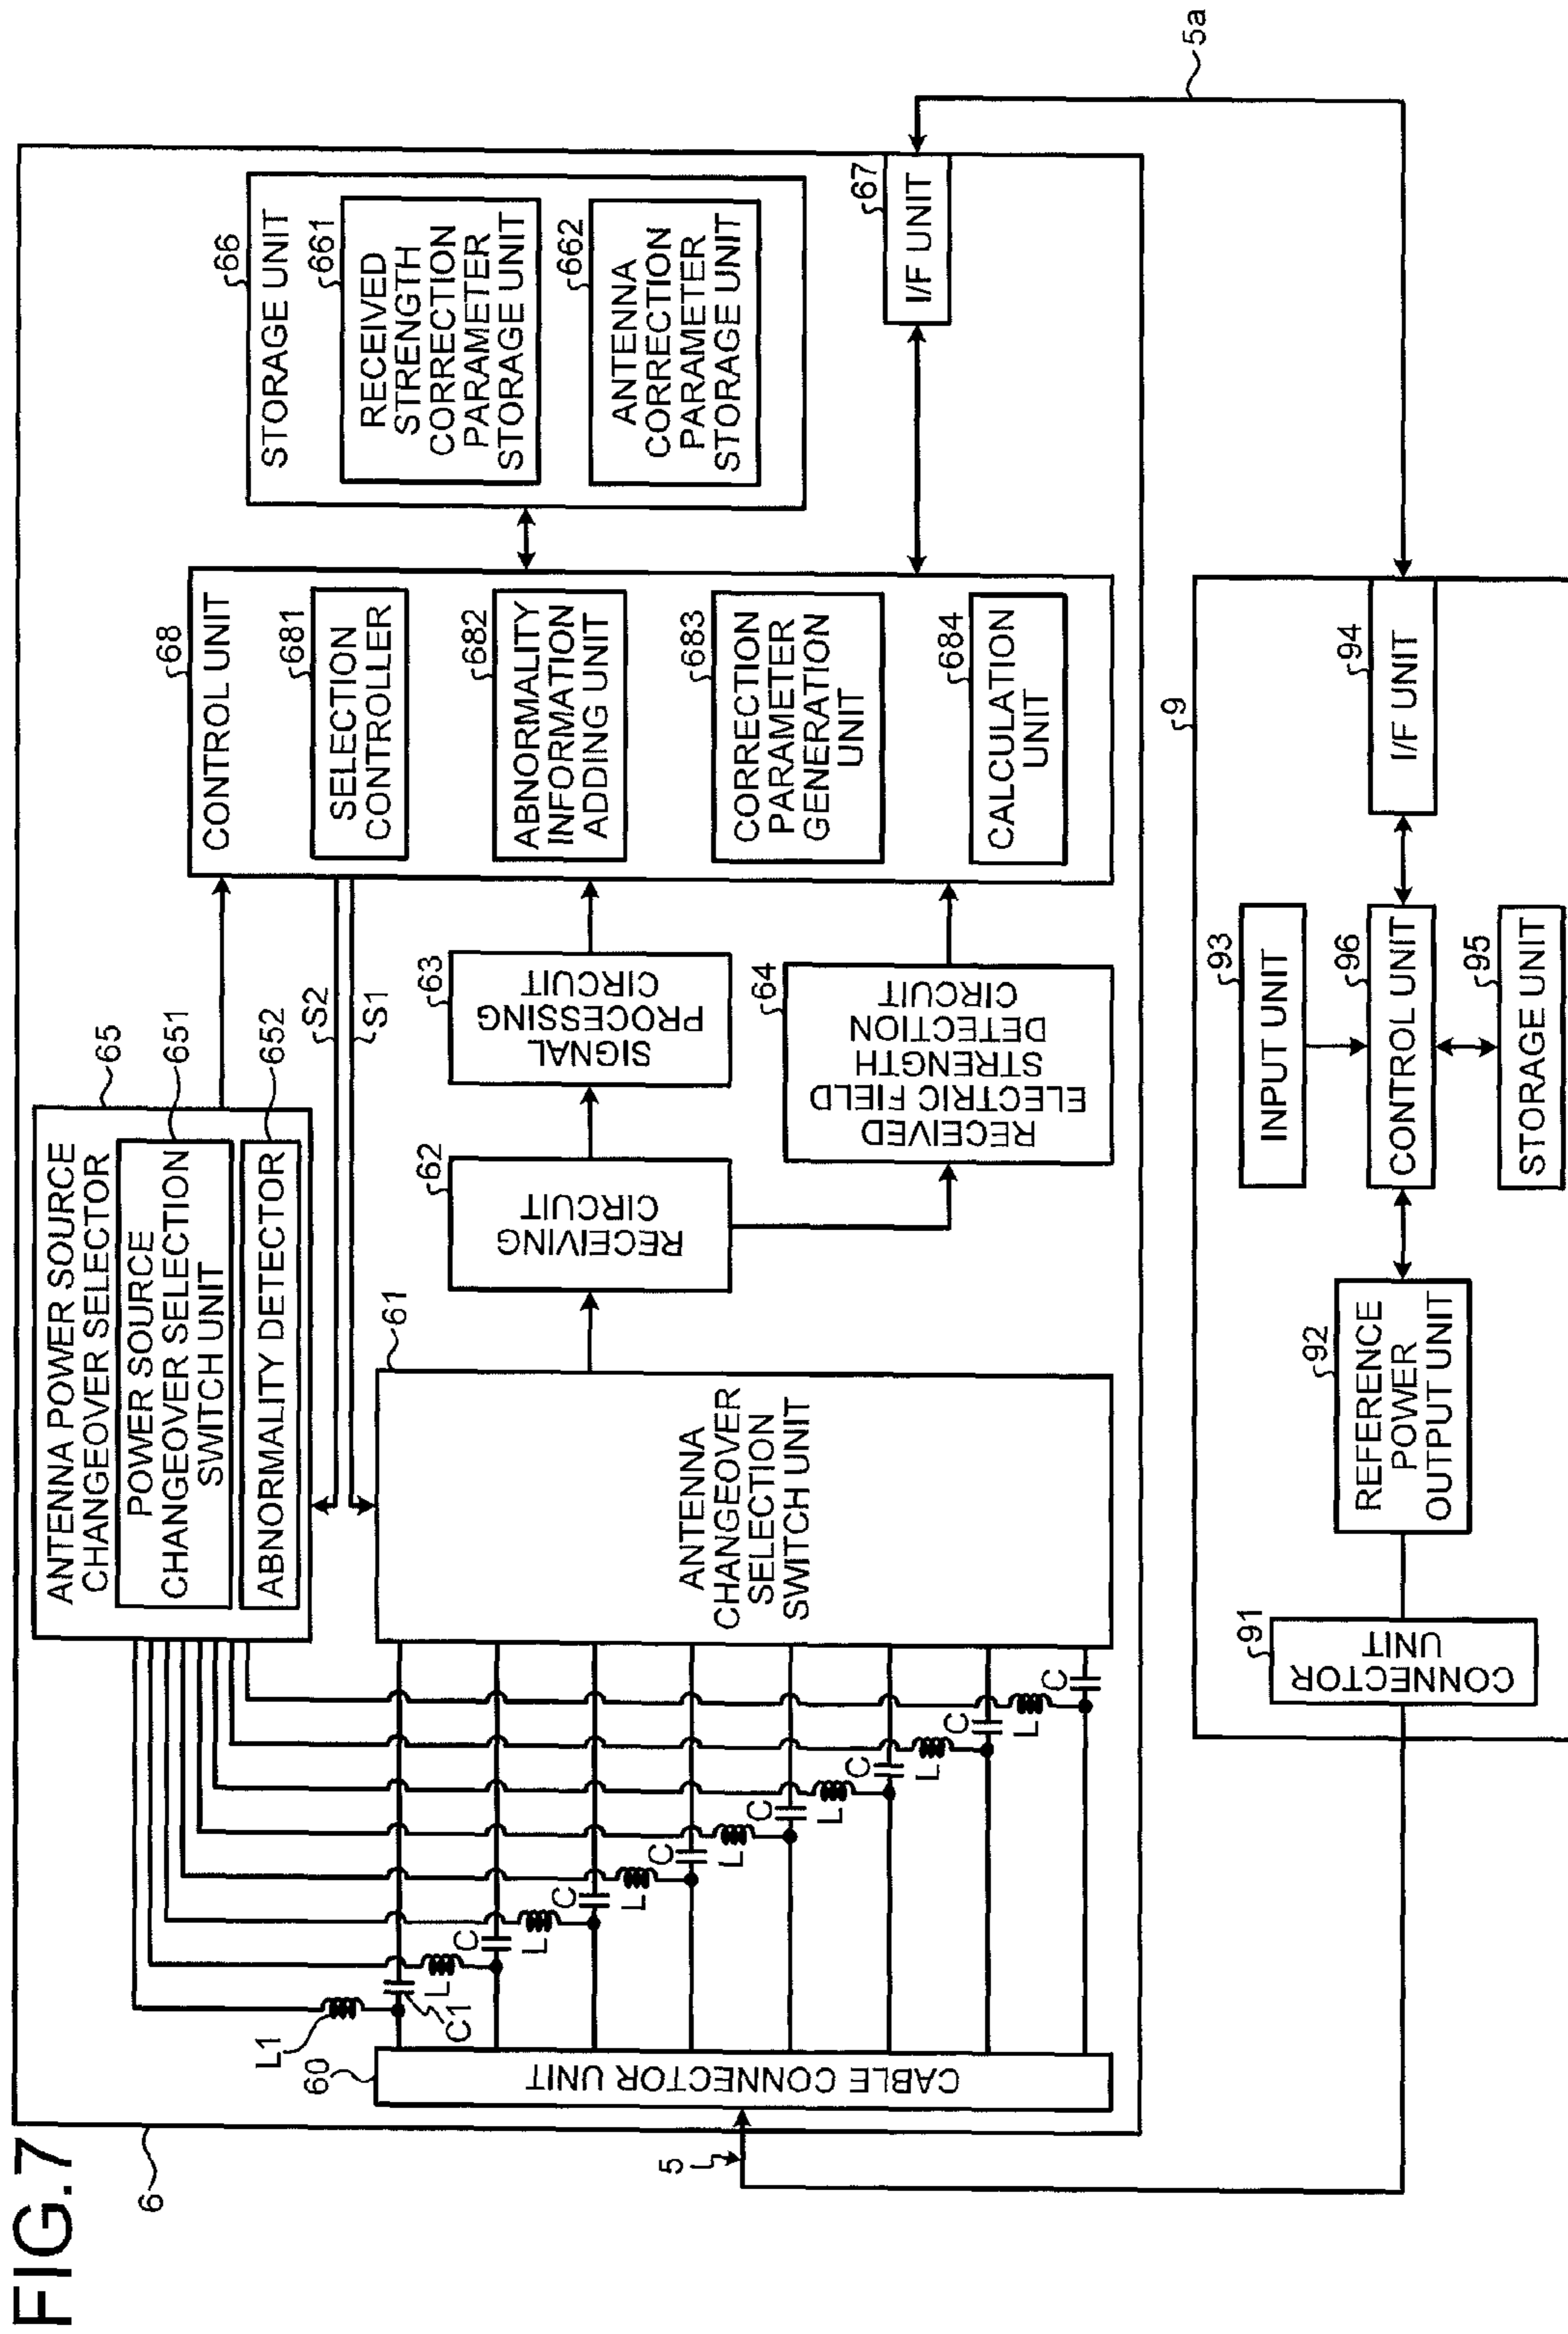 FIG.7
6
65
ANTENNA POWER SOURCE
CHANGEOVER SELECTOR
651
POWER SOURCE
CHANGEOVER SELECTION
SWITCH UNIT
652
ABNORMALITY DETECTOR
68
CONTROL UNIT
681
SELECTION
CONTROLLER
682
ABNORMALITY
INFORMATION
ADDING UNIT
683
CORRECTION
PARAMETER
GENERATION
UNIT
684
CALCULATION
UNIT
66
STORAGE UNIT
661
RECEIVED
STRENGTH
CORRECTION
PARAMETER
STORAGE UNIT
662
ANTENNA
CORRECTION
PARAMETER
STORAGE UNIT
67
I/F UNIT
5a
S2
S1
L1
C1
L
C
L
C
L
C
L
C
L
C
L
C
L
C
60
CABLE CONNECTOR UNIT
5
61
ANTENNA
CHANGEOVER
SELECTION
SWITCH UNIT
62
RECEIVING
CIRCUIT
63
SIGNAL
PROCESSING
CIRCUIT
64
RECEIVED
ELECTRIC FIELD
STRENGTH
DETECTION
CIRCUIT
9
91
CONNECTOR
UNIT
92
REFERENCE
POWER
OUTPUT UNIT
93
INPUT UNIT
96
CONTROL UNIT
95
STORAGE UNIT
94
I/F UNIT